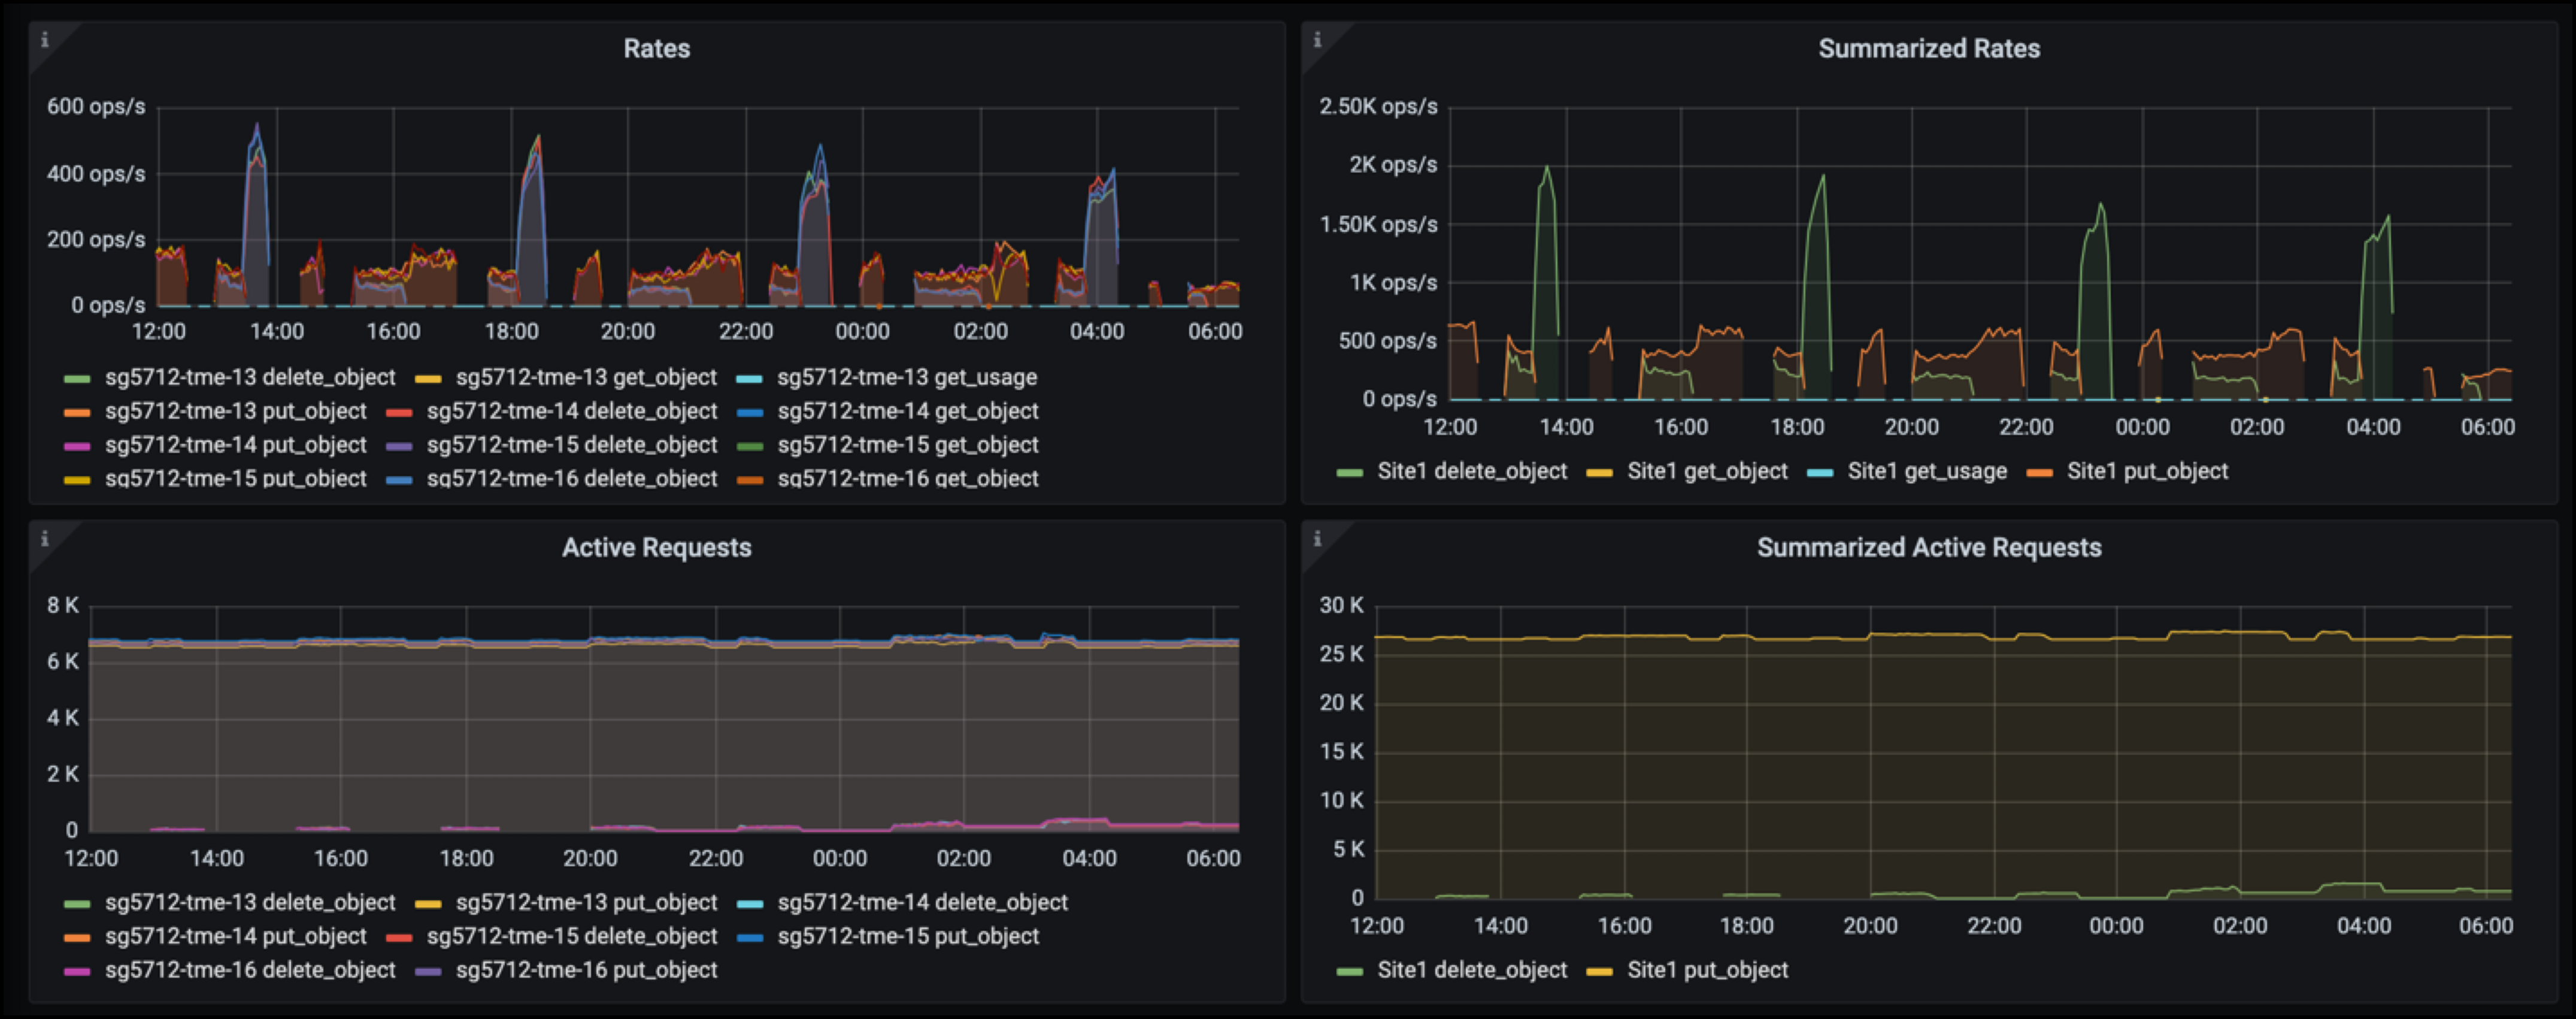 i
Rates
600 ops/s
400 ops/s
200 ops/s
0 ops/s
12:00 14:00 16:00 18:00 20:00 22:00 00:00 02:00 04:00 06:00
sg5712-tme-13 delete_object sg5712-tme-13 get_object sg5712-tme-13 get_usage
sg5712-tme-13 put_object sg5712-tme-14 delete_object sg5712-tme-14 get_object
sg5712-tme-14 put_object sg5712-tme-15 delete_object sg5712-tme-15 get_object
sg5712-tme-15 put_object sg5712-tme-16 delete_object sg5712-tme-16 get_object
i
Summarized Rates
2.50K ops/s
2K ops/s
1.50K ops/s
1K ops/s
500 ops/s
0 ops/s
12:00 14:00 16:00 18:00 20:00 22:00 00:00 02:00 04:00 06:00
Site1 delete_object Site1 get_object Site1 get_usage Site1 put_object
i
Active Requests
8 K
6 K
4 K
2 K
0
12:00 14:00 16:00 18:00 20:00 22:00 00:00 02:00 04:00 06:00
sg5712-tme-13 delete_object sg5712-tme-13 put_object sg5712-tme-14 delete_object
sg5712-tme-14 put_object sg5712-tme-15 delete_object sg5712-tme-15 put_object
sg5712-tme-16 delete_object sg5712-tme-16 put_object
i
Summarized Active Requests
30 K
25 K
20 K
15 K
10 K
5 K
0
12:00 14:00 16:00 18:00 20:00 22:00 00:00 02:00 04:00 06:00
Site1 delete_object Site1 put_object